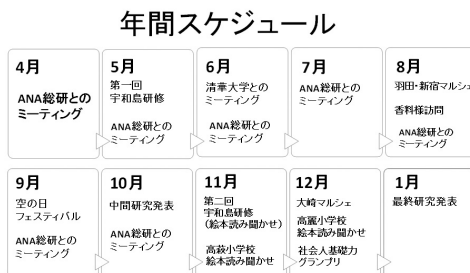 年間スケジュール
4月
ANA総研との
ミーティング
5月
第一回
宇和島研修
ANA総研との
ミーティング
6月
清華大学との
ミーティング
ANA総研との
ミーティング
7月
ANA総研との
ミーティング
8月
羽田・新宿マルシェ
香料様訪問
ANA総研との
ミーティング
9月
空の日
フェスティバル
ANA総研との
ミーティング
10月
中間研究発表
ANA総研との
ミーティング
11月
第二回
宇和島研修
（絵本読み聞かせ）
高萩小学校
絵本読み聞かせ
12月
大崎マルシェ
高麗小学校
絵本読み聞かせ
社会人基礎力
グランプリ
1月
最終研究発表